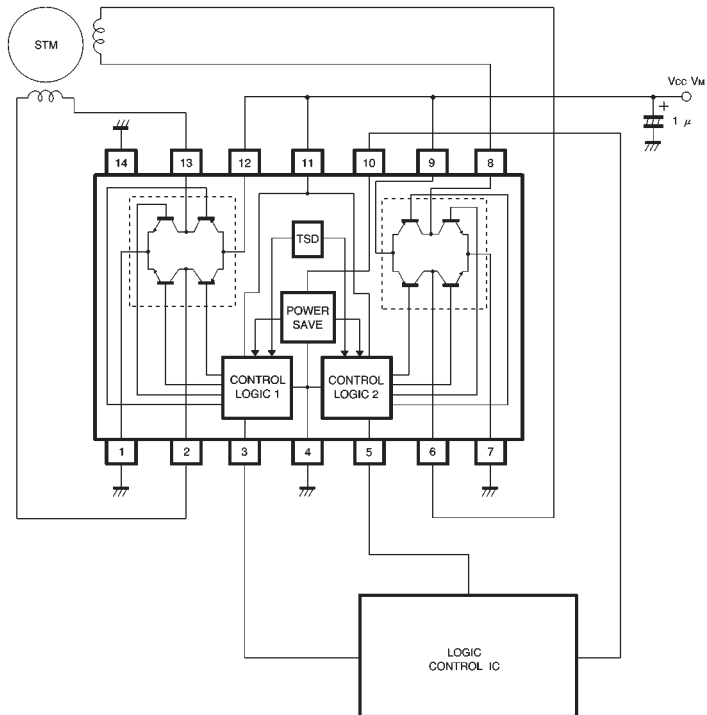 STM
Vcc VM
+
1 μ
14
13
12
11
10
9
8
TSD
POWER
SAVE
CONTROL
LOGIC 1
CONTROL
LOGIC 2
1
2
3
4
5
6
7
LOGIC
CONTROL IC